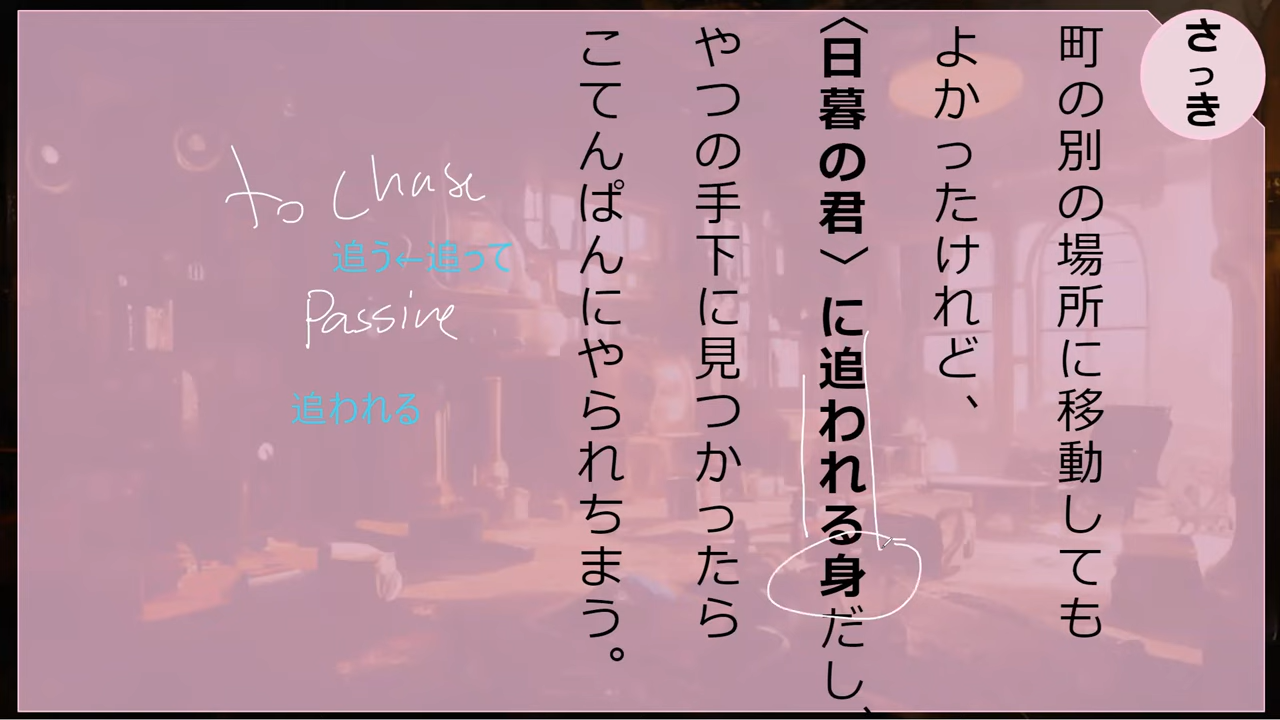 さっき
町の別の場所に移動しても
よかったけれど、
〈日暮の君〉に追われる身だし、
やつの手下に見つかったら
こてんぱんにやられちまう。
to chase
追う←追って
Passive
追われる